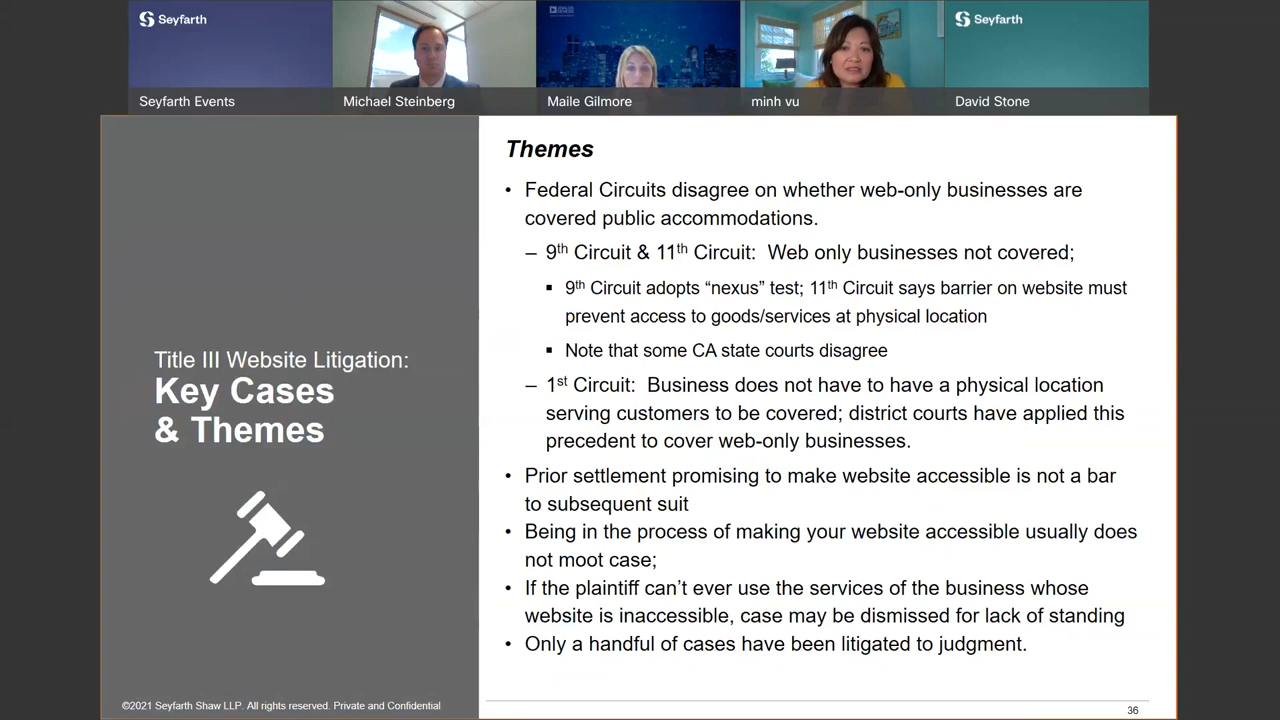 Seyfarth
Seyfarth
Seyfarth Events
Michael Steinberg
Maile Gilmore
minh vu
David Stone
Title III Website Litigation:
Key Cases
& Themes
Themes
• Federal Circuits disagree on whether web-only businesses are
covered public accommodations.
– 9th Circuit & 11th Circuit: Web only businesses not covered;
▪ 9th Circuit adopts “nexus” test; 11th Circuit says barrier on website must
prevent access to goods/services at physical location
▪ Note that some CA state courts disagree
– 1st Circuit: Business does not have to have a physical location
serving customers to be covered; district courts have applied this
precedent to cover web-only businesses.
• Prior settlement promising to make website accessible is not a bar
to subsequent suit
• Being in the process of making your website accessible usually does
not moot case;
• If the plaintiff can’t ever use the services of the business whose
website is inaccessible, case may be dismissed for lack of standing
• Only a handful of cases have been litigated to judgment.
©2021 Seyfarth Shaw LLP. All rights reserved. Private and Confidential
36